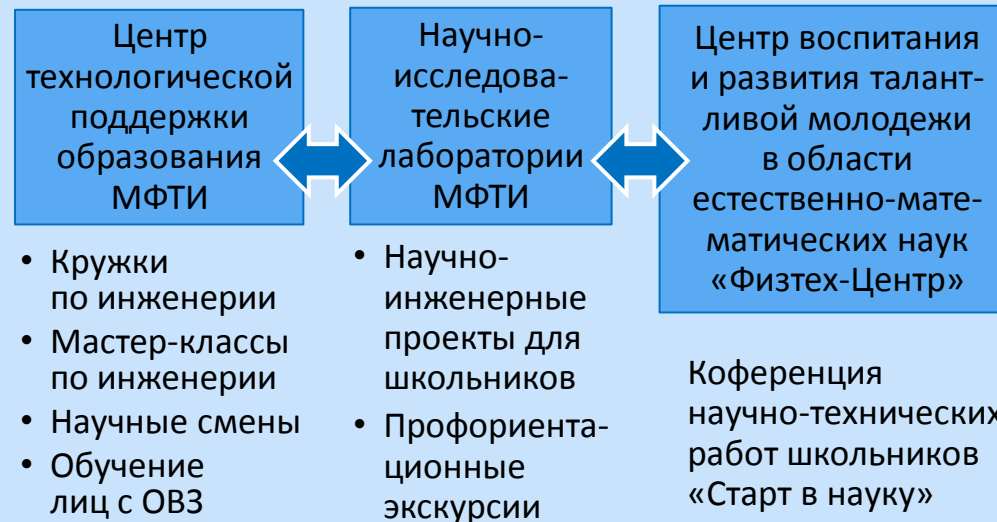 Центр
технологической
поддержки
образования
МФТИ
Научно-
исследова-
тельские
лаборатории
МФТИ
Центр воспитания
и развития талант-
ливой молодежи
в области
естественно-мате-
матических наук
«Физтех-Центр»
• Кружки
по инженерии
• Мастер-классы
по инженерии
• Научные смены
• Обучение
лиц с ОВЗ
• Научно-
инженерные
проекты для
школьников
• Профориента-
ционные
экскурсии
Коференция
научно-технических
работ школьников
«Старт в науку»